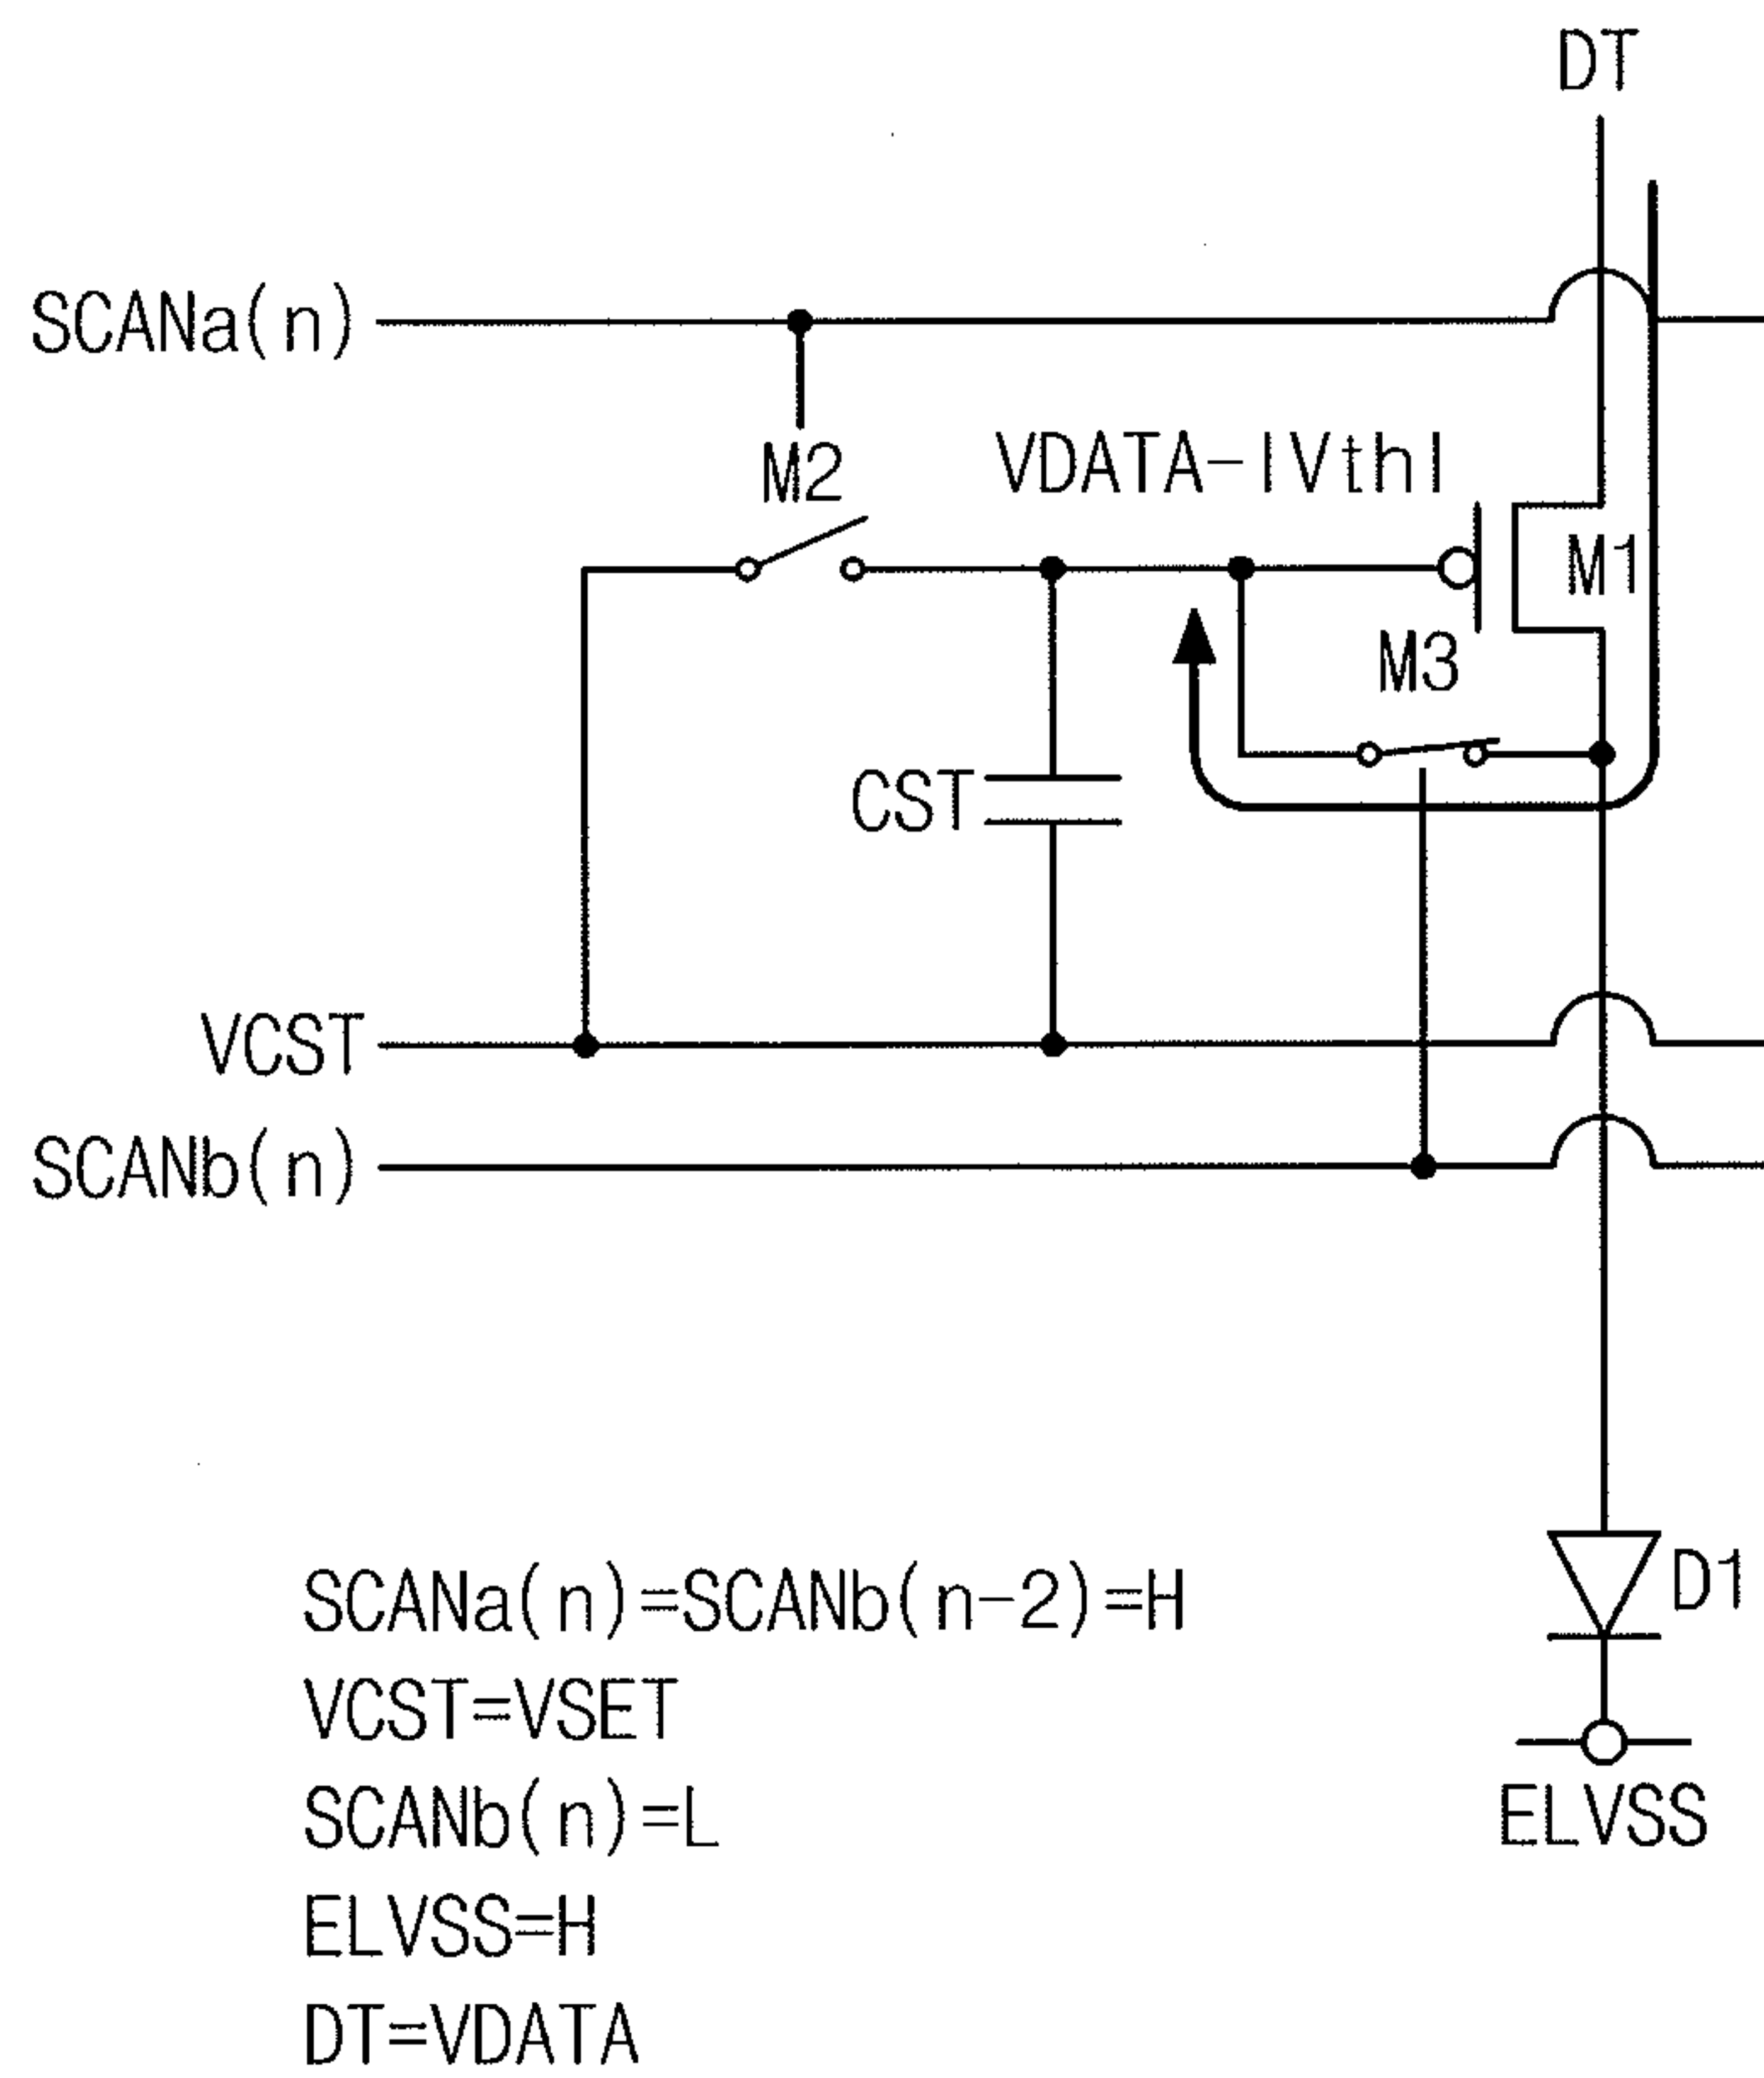 DT
SCANa(n)
M2
VDATA-|Vth|
M1
M3
CST
VCST
SCANb(n)
D1
SCANa(n)=SCANb(n-2)=H
VCST=VSET
SCANb(n)=L
ELVSS
ELVSS=H
DT=VDATA